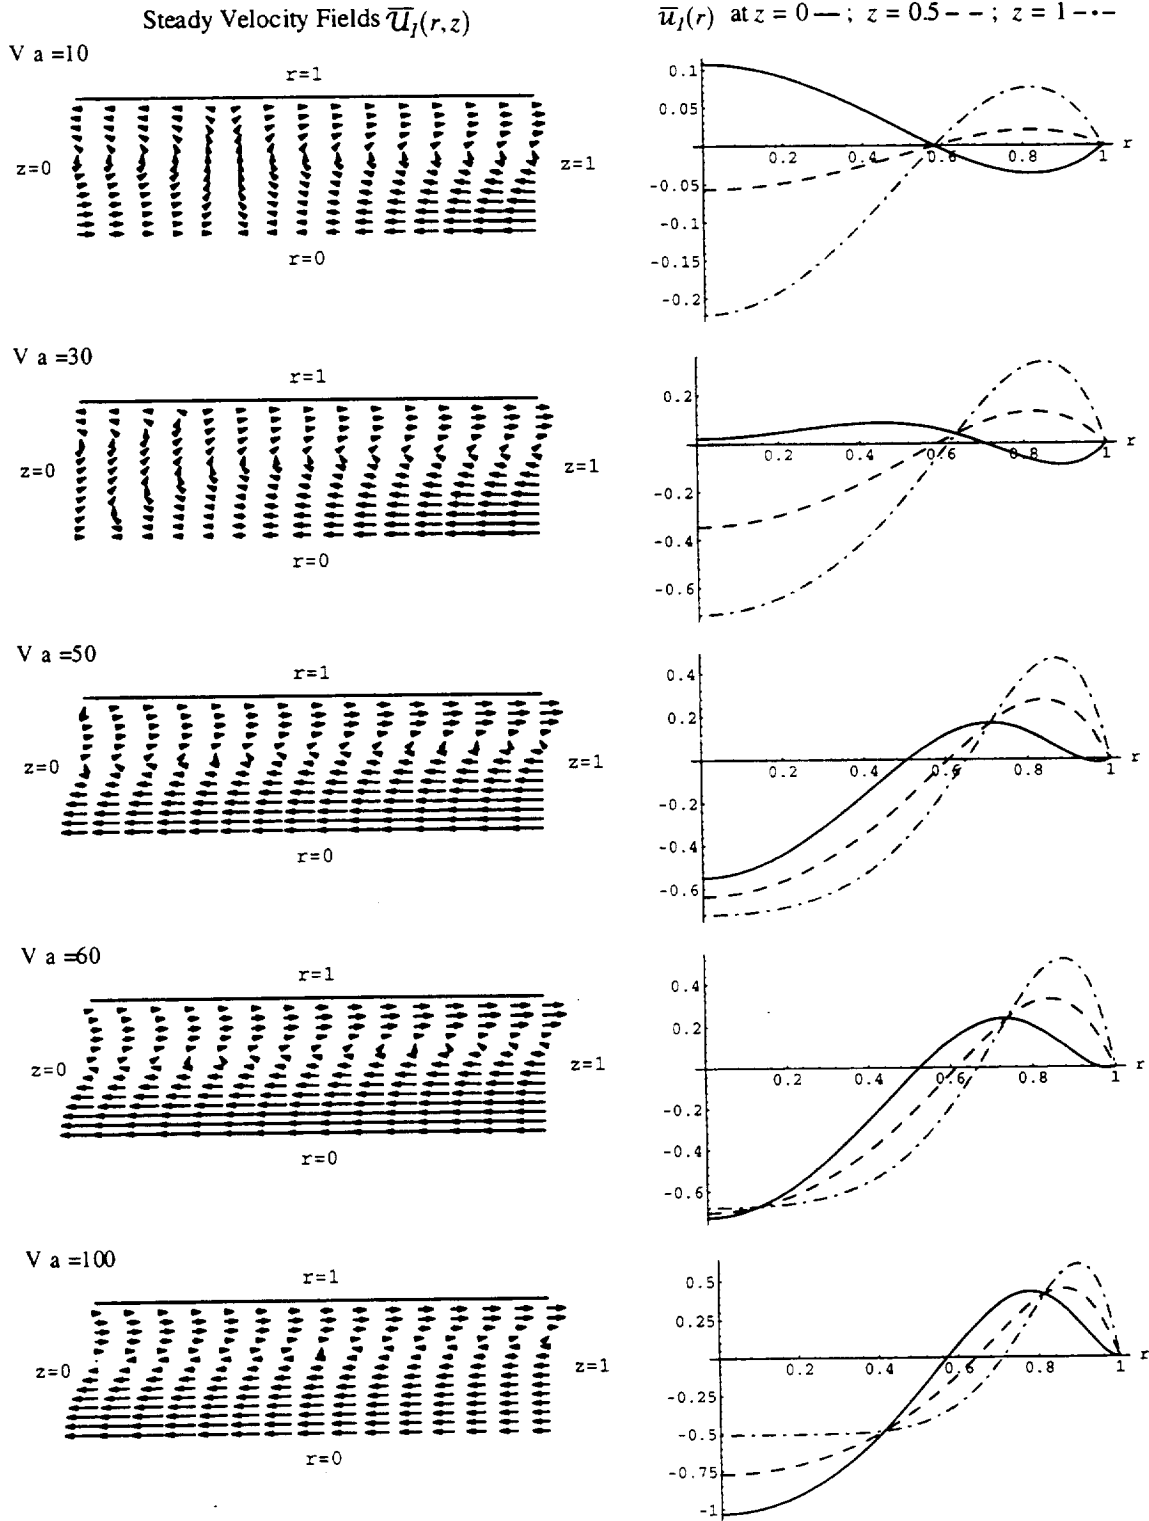 Steady Velocity Fields U̅_I(r,z)
u̅_I(r) at z = 0 —; z = 0.5 - - ; z = 1 -·-
V a =10
r=1
z=0
z=1
r=0
0.1
0.05
-0.05
-0.1
-0.15
-0.2
0.2 0.4 0.6 0.8 1 r
V a =30
r=1
z=0
z=1
r=0
0.2
-0.2
-0.4
-0.6
0.2 0.4 0.6 0.8 1 r
V a =50
r=1
z=0
z=1
r=0
0.4
0.2
-0.2
-0.4
-0.6
0.2 0.4 0.6 0.8 1 r
V a =60
r=1
z=0
z=1
r=0
0.4
0.2
-0.2
-0.4
-0.6
0.2 0.4 0.6 0.8 1 r
V a =100
r=1
z=0
z=1
r=0
0.5
0.25
-0.25
-0.5
-0.75
-1
0.2 0.4 0.6 0.8 1 r